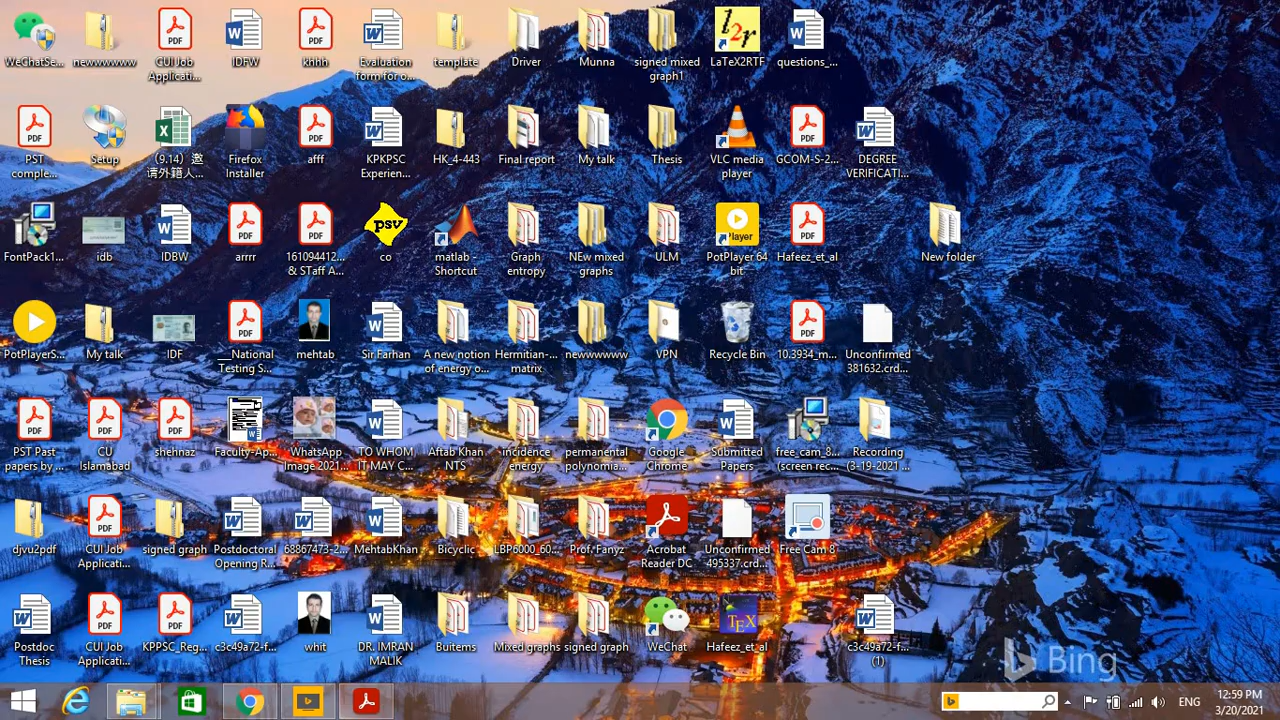 WeChatSe...
newwwwww
CUI Job
Applicati...
IDFW
khhh
Evaluation
form for o...
template
Driver
Munna
signed mixed
graph1
l2r
LaTeX2RTF
questions_...
PST
comple...
Setup
（9.14）邀
请外籍人...
Firefox
Installer
afff
KPKPSC
Experien...
HK_4-443
Final report
My talk
Thesis
VLC media
player
GCOM-S-2...
DEGREE
VERIFICATI...
FontPack1...
idb
IDBW
arrrr
161094412...
& STaff A...
psv
co
matlab -
Shortcut
Graph
entropy
NEw mixed
graphs
ULM
Player
PotPlayer 64
bit
Hafeez_et_al
New folder
PotPlayerS...
My talk
IDF
__National
Testing S...
mehtab
Sir Farhan
A new notion
of energy o...
Hermitian-...
matrix
newwwwww
VPN
Recycle Bin
10.3934_m...
Unconfirmed
381632.crd...
PST Past
papers by ...
CU
Islamabad
shehnaz
Faculty-Ap...
WhatsApp
Image 2021...
TO WHOM
IT MAY C...
Aftab Khan
NTS
incidence
energy
permanental
polynomia...
Google
Chrome
Submitted
Papers
free_cam_8...
(screen rec...
Recording
(3-19-2021 ...
djvu2pdf
CUI Job
Applicati...
signed graph
Postdoctoral
Opening R...
68867473-2...
MehtabKhan
Bicyclic
LBP6000_60...
Prof. Fanyz
Acrobat
Reader DC
Unconfirmed
495337.crd...
Free Cam 8
Postdoc
Thesis
CUI Job
Applicati...
KPPSC_Reg...
c3c49a72-f...
whit
DR. IMRAN
MALIK
Buitems
Mixed graphs
signed graph
WeChat
TEX
Hafeez_et_al
c3c49a72-f...
(1)
Bing
ENG
12:59 PM
3/20/2021